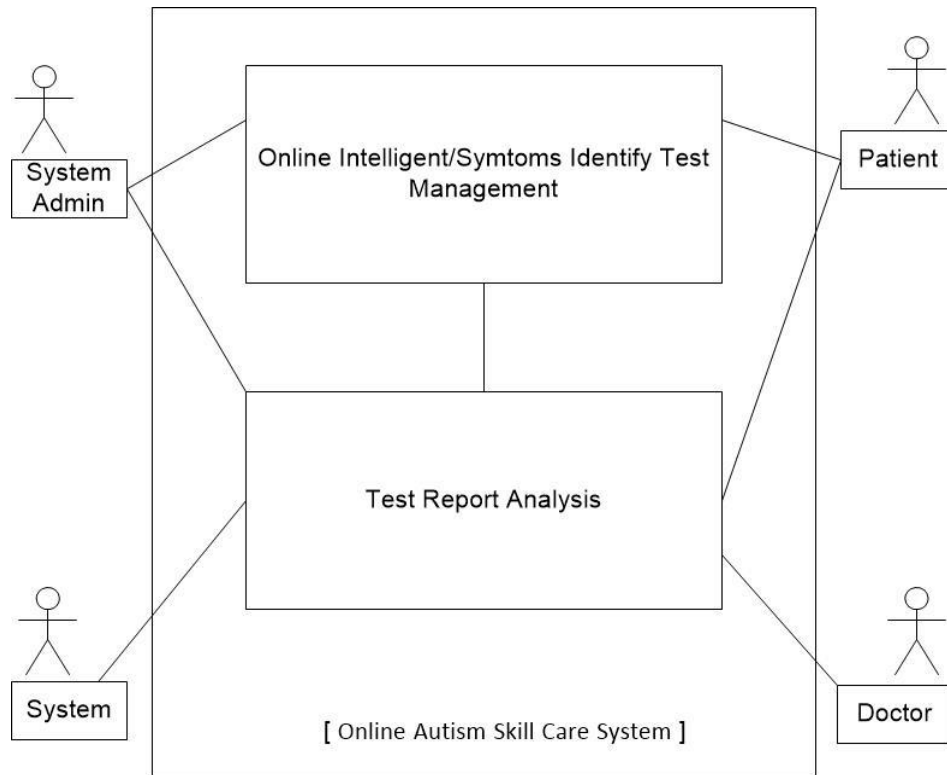 System
Admin
Online Intelligent/Symtoms Identify Test
Management
Patient
Test Report Analysis
System
Doctor
[ Online Autism Skill Care System ]